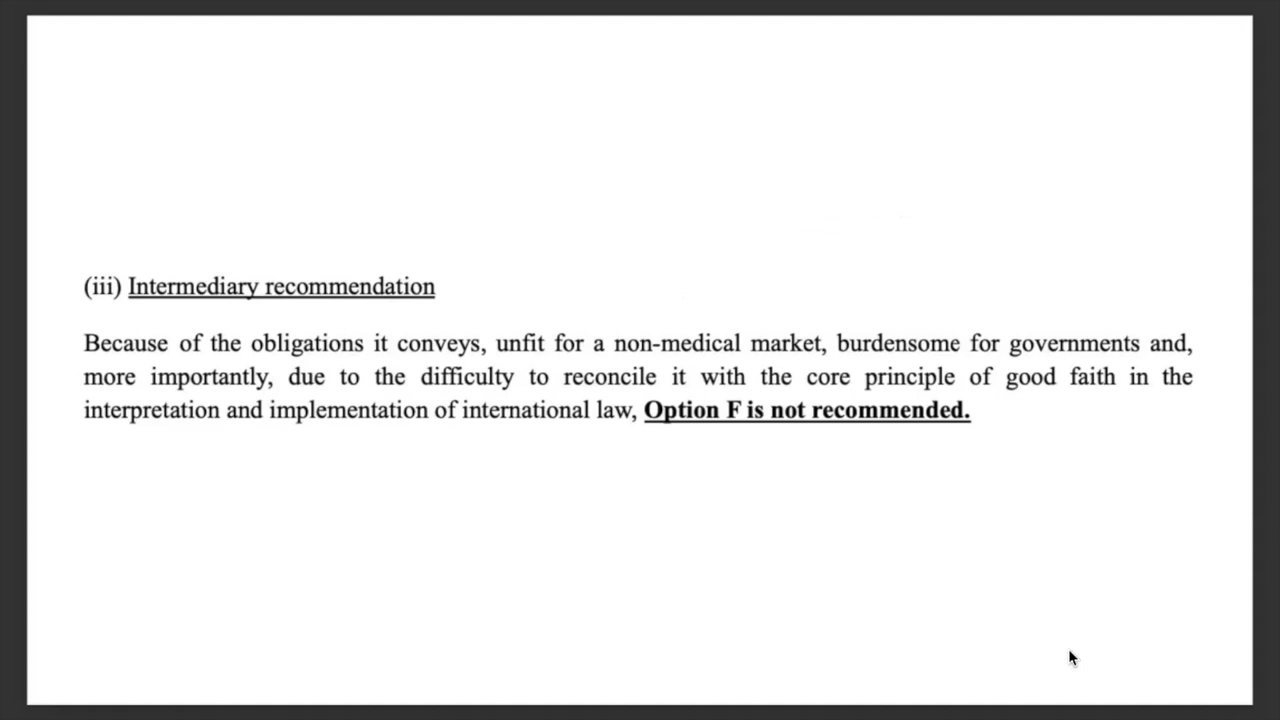 (iii) Intermediary recommendation
Because of the obligations it conveys, unfit for a non-medical market, burdensome for governments and,
more importantly, due to the difficulty to reconcile it with the core principle of good faith in the
interpretation and implementation of international law, Option F is not recommended.